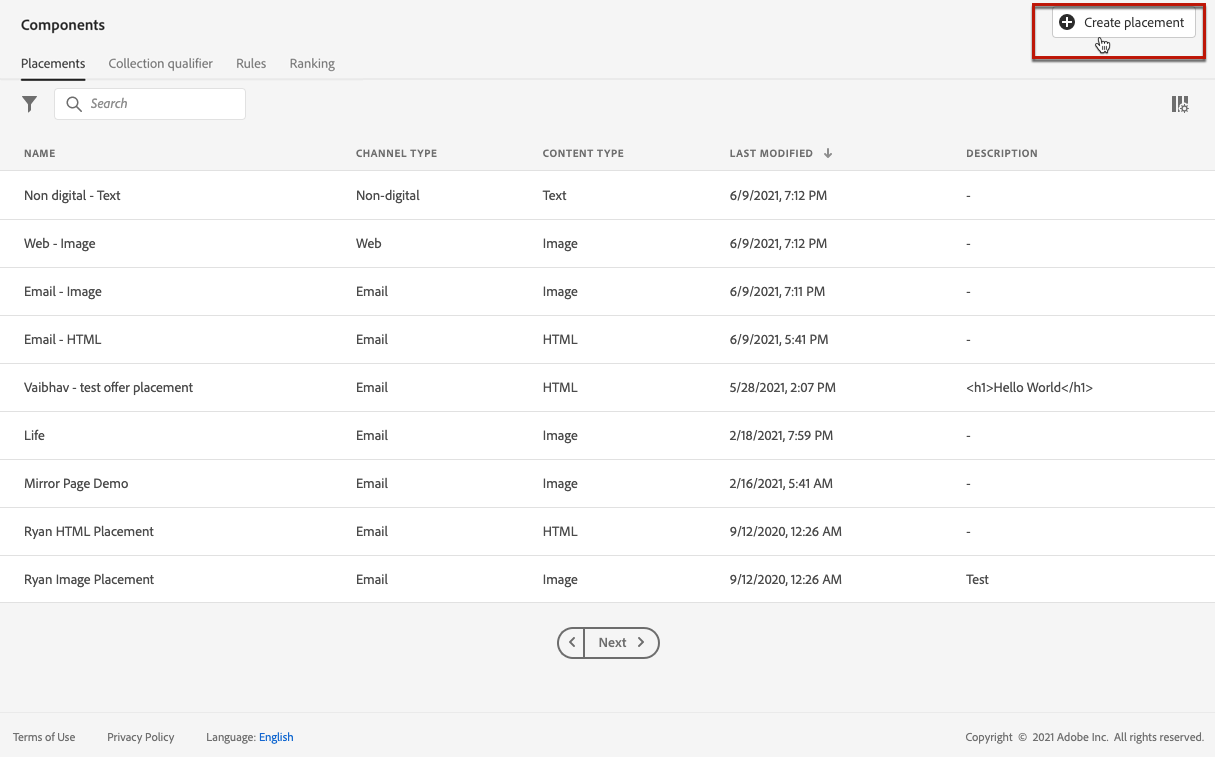 Components
Create placement
Placements Collection qualifier Rules Ranking
Search
NAME CHANNEL TYPE CONTENT TYPE LAST MODIFIED DESCRIPTION
Non digital - Text Non-digital Text 6/9/2021, 7:12 PM -
Web - Image Web Image 6/9/2021, 7:12 PM -
Email - Image Email Image 6/9/2021, 7:11 PM -
Email - HTML Email HTML 6/9/2021, 5:41 PM -
Vaibhav - test offer placement Email HTML 5/28/2021, 2:07 PM <h1>Hello World</h1>
Life Email Image 2/18/2021, 7:59 PM -
Mirror Page Demo Email Image 2/16/2021, 5:41 AM -
Ryan HTML Placement Email HTML 9/12/2020, 12:26 AM -
Ryan Image Placement Email Image 9/12/2020, 12:26 AM Test
Next
Terms of Use Privacy Policy Language: English Copyright © 2021 Adobe Inc. All rights reserved.